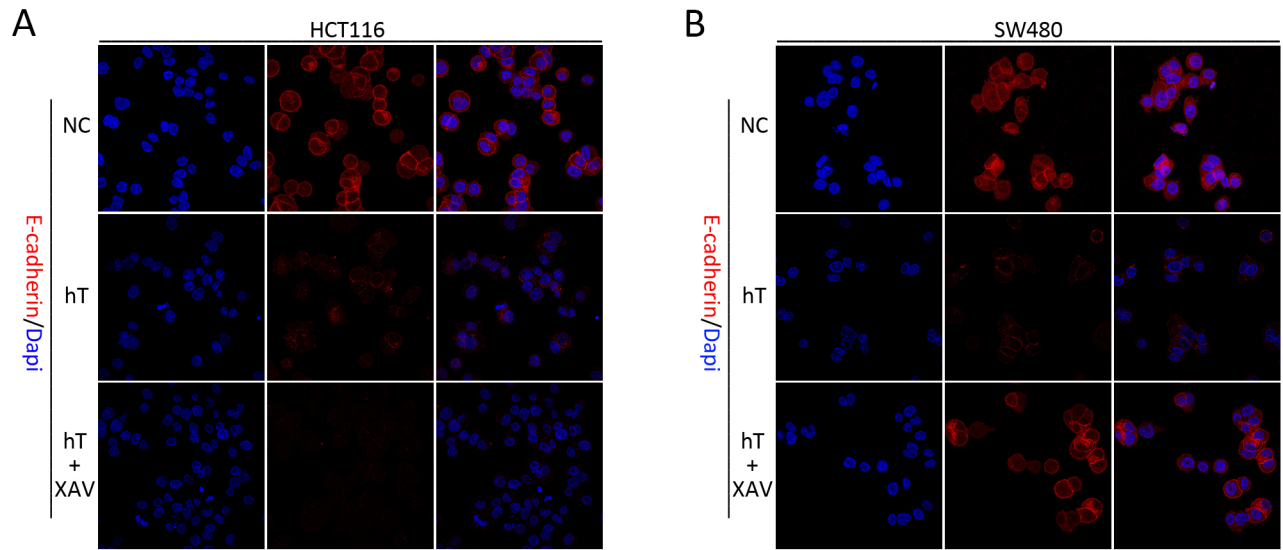 A
HCT116
NC
hT
hT
+
XAV
E-cadherin/Dapi
B
SW480
NC
hT
hT
+
XAV
E-cadherin/Dapi